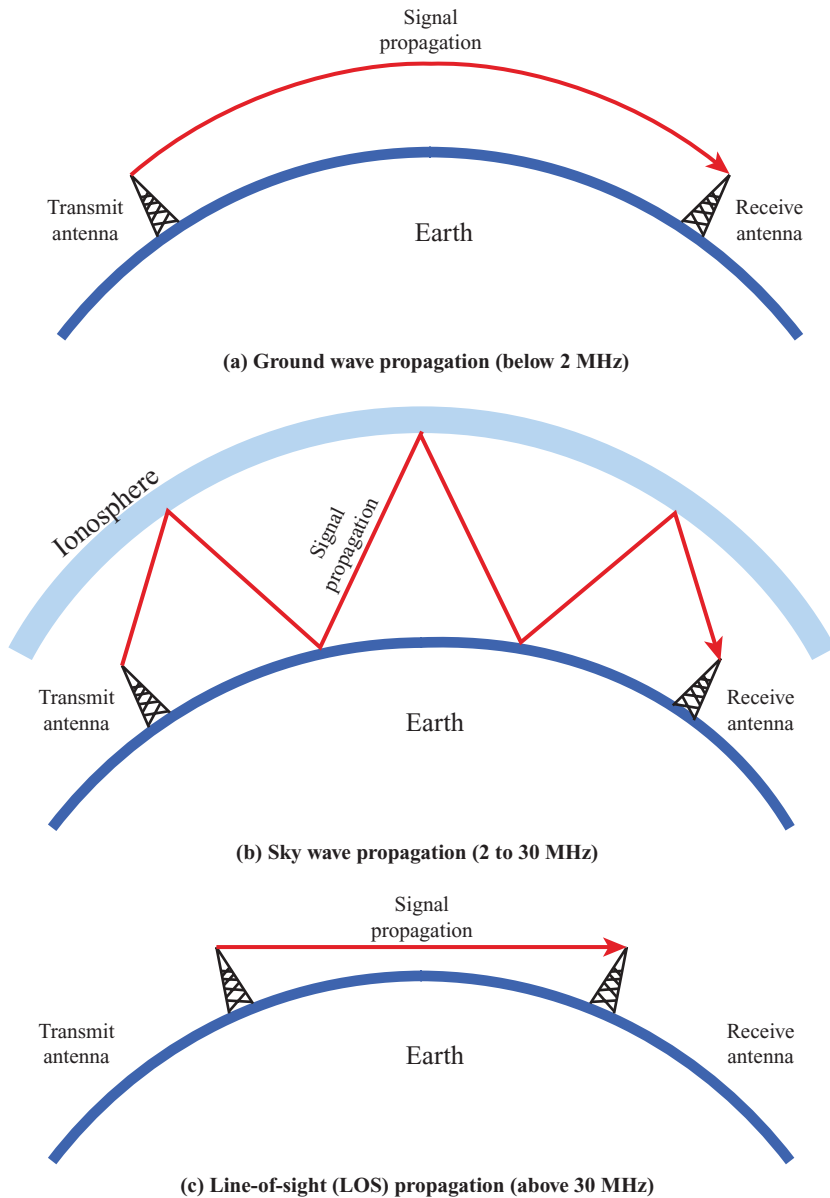 Signal
propagation
Transmit
antenna
Earth
Receive
antenna
(a) Ground wave propagation (below 2 MHz)
Ionosphere
Signal
propagation
Transmit
antenna
Earth
Receive
antenna
(b) Sky wave propagation (2 to 30 MHz)
Signal
propagation
Transmit
antenna
Earth
Receive
antenna
(c) Line-of-sight (LOS) propagation (above 30 MHz)